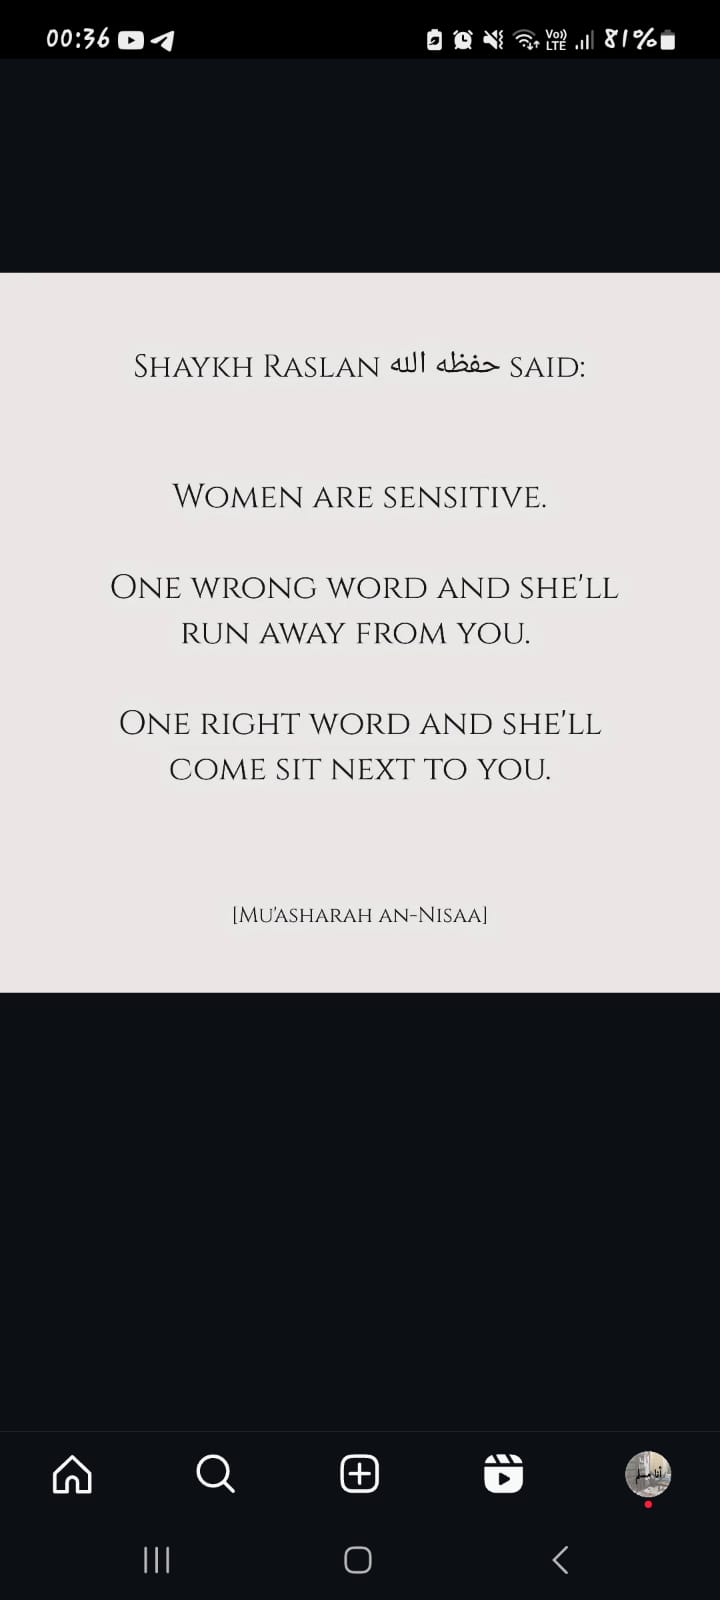 00:36
Vo)) LTE 81%
Shaykh Raslan حفظه الله said:
Women are sensitive.
One wrong word and she'll
run away from you.
One right word and she'll
come sit next to you.
[Mu'asharah an-Nisaa]